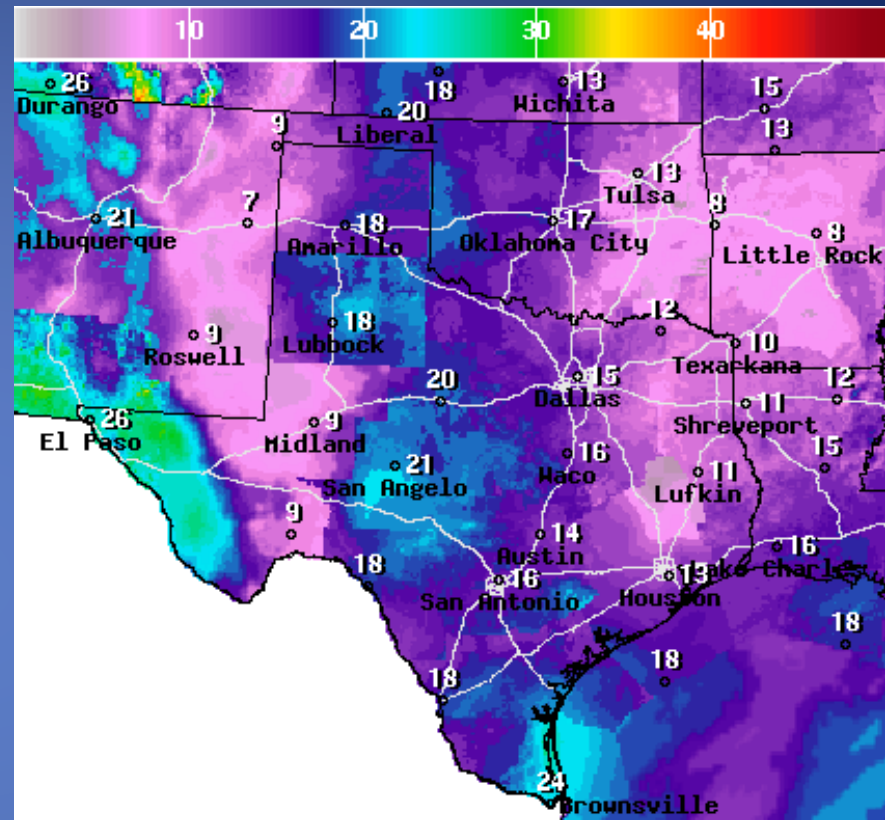 10 20 30 40
26 18 13 15
Durango Wichita
20
Liberal
9 13
13
Tulsa
7
21 18 17 8 8
Albuquerque Amarillo Oklahoma City Little Rock
9 18 12 10
Roswell Lubbock Texarkana
15
20 Dallas 11 12
Shreveport
26 9
El Paso Midland
21 16 11 15
San Angelo Waco Lufkin
9 14 16
Austin
18 16 13 Lake Charles
San Antonio Houston
18 18 18
24
Brownsville